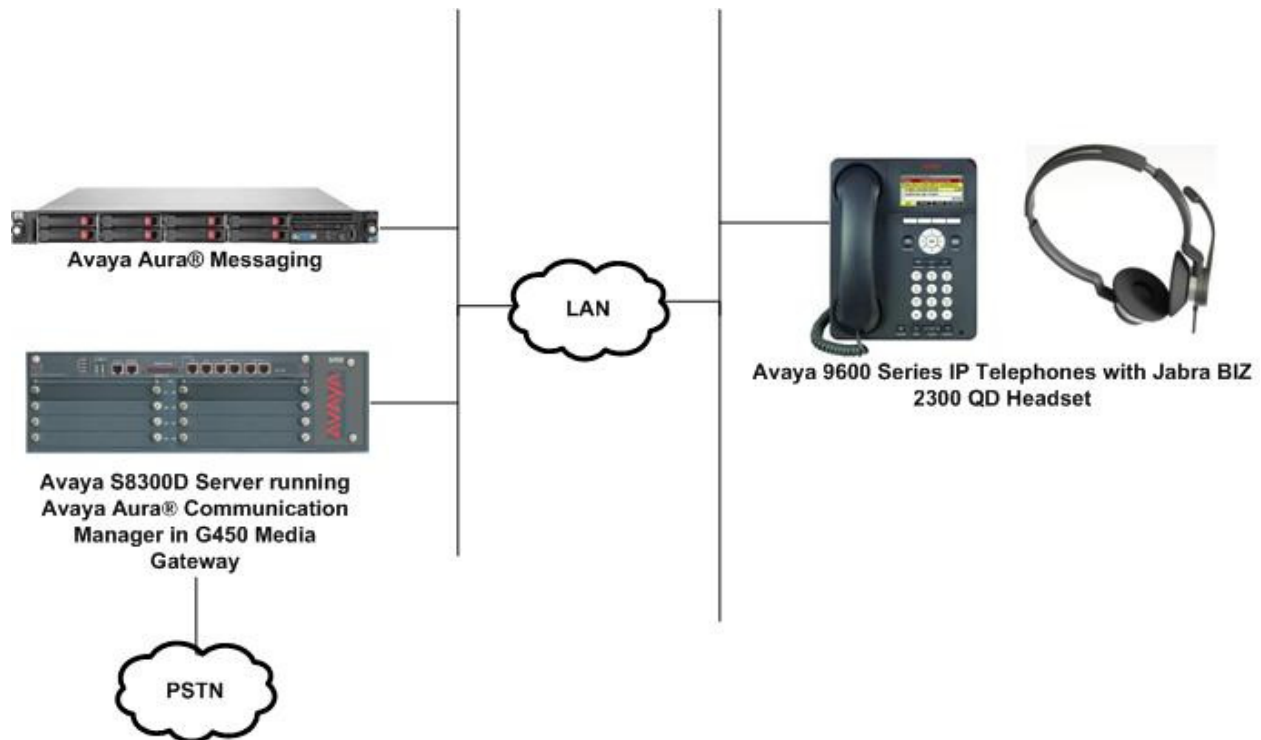 Avaya Aura® Messaging
LAN
Avaya 9600 Series IP Telephones with Jabra BIZ
2300 QD Headset
AVAYA
Avaya S8300D Server running
Avaya Aura® Communication
Manager in G450 Media
Gateway
PSTN